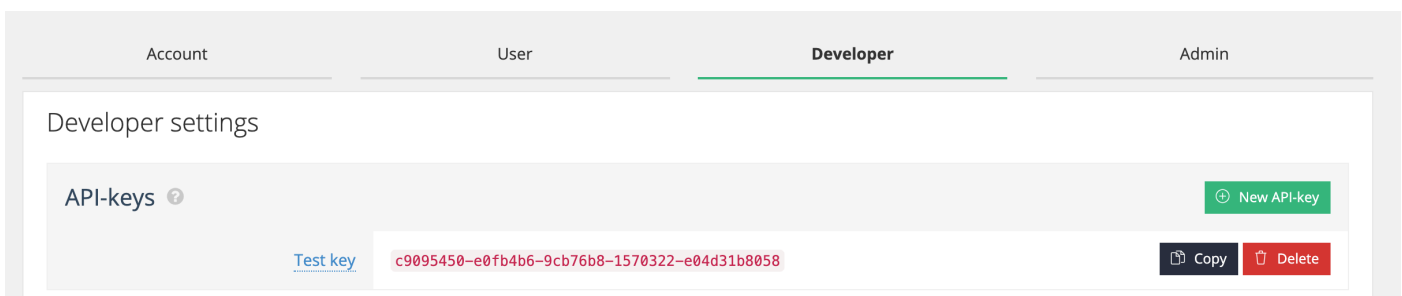 Account User Developer Admin
Developer settings
API-keys ? New API-key
Test key c9095450-e0fb4b6-9cb76b8-1570322-e04d31b8058 Copy Delete